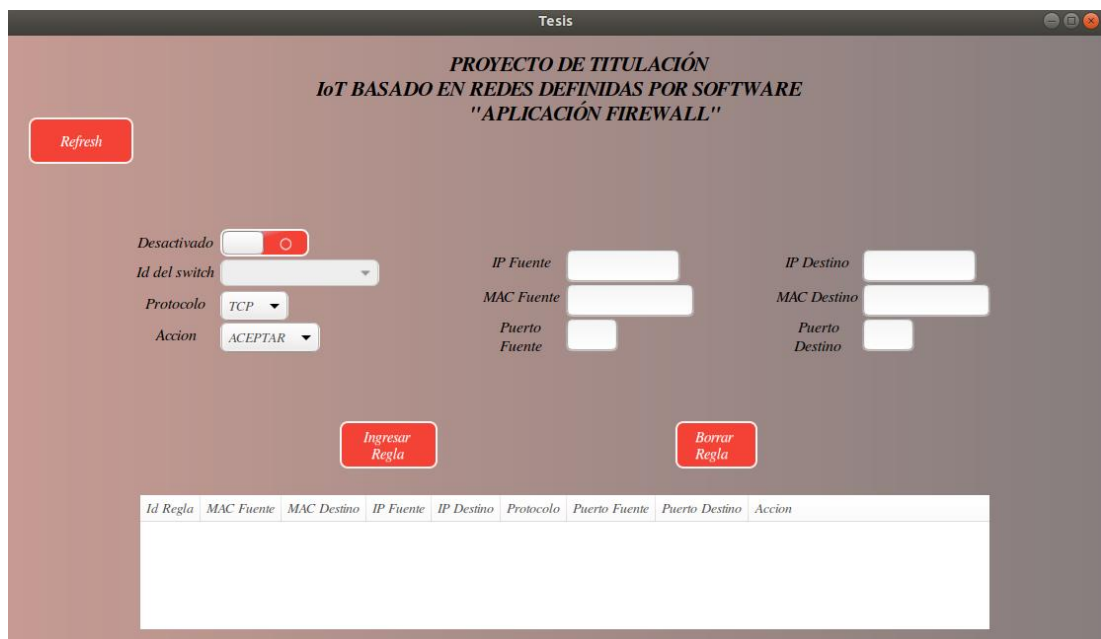 Tesis
PROYECTO DE TITULACIÓN
IoT BASADO EN REDES DEFINIDAS POR SOFTWARE
"APLICACIÓN FIREWALL"
Refresh
Desactivado
Id del switch
Protocolo TCP
Accion ACEPTAR
IP Fuente
MAC Fuente
Puerto
Fuente
IP Destino
MAC Destino
Puerto
Destino
Ingresar
Regla
Borrar
Regla
Id Regla MAC Fuente MAC Destino IP Fuente IP Destino Protocolo Puerto Fuente Puerto Destino Accion